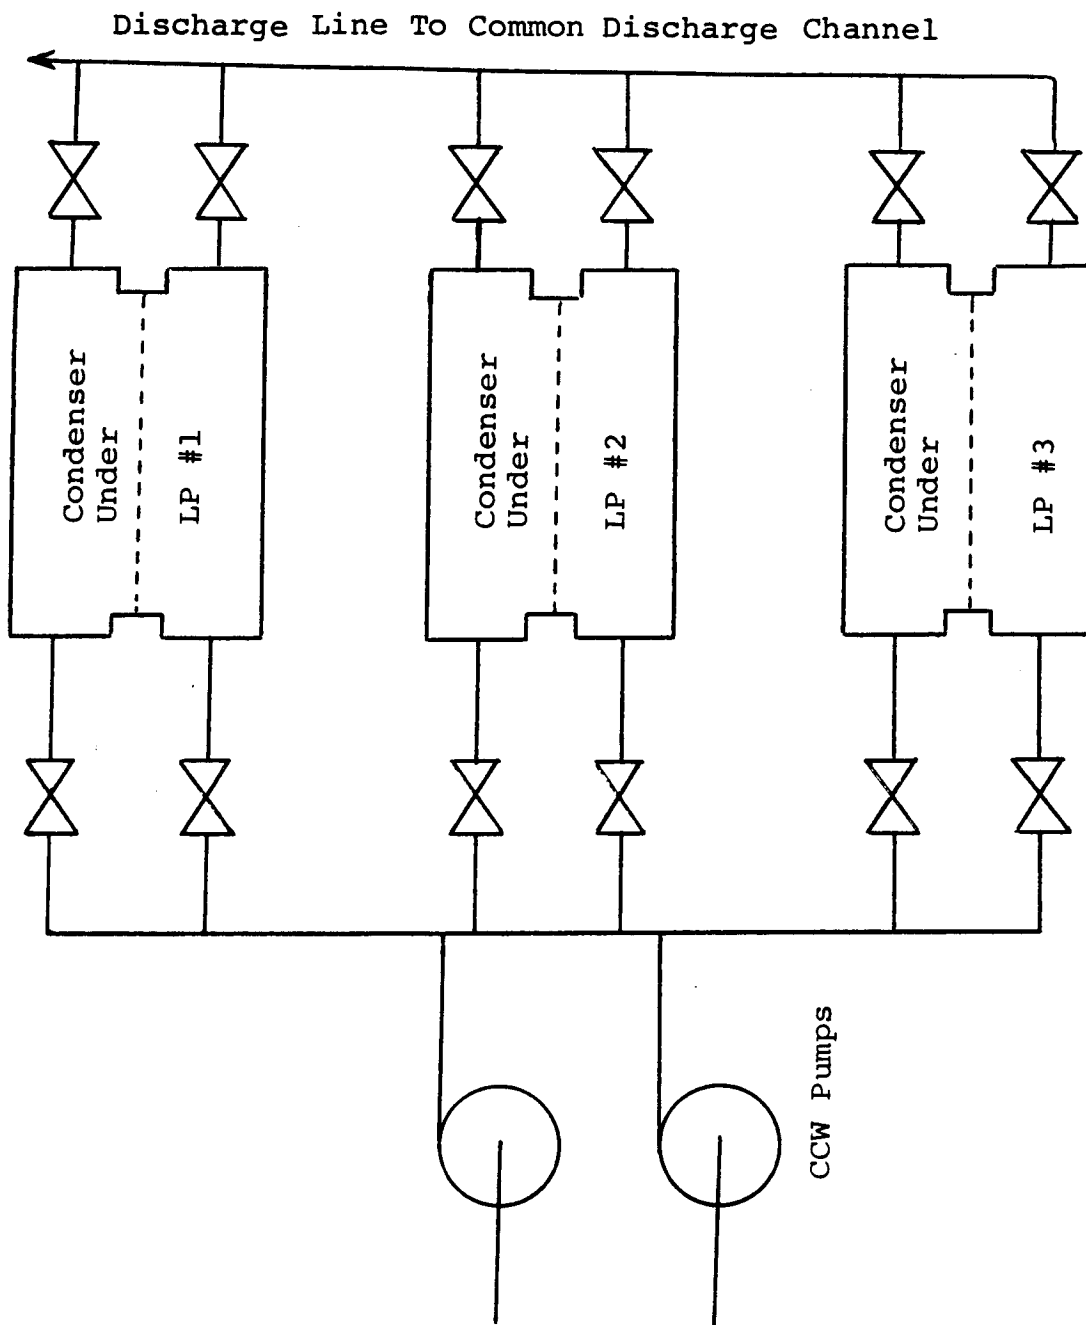 Discharge Line To Common Discharge Channel
Condenser
Under
LP #1
Condenser
Under
LP #2
Condenser
Under
LP #3
CCW Pumps